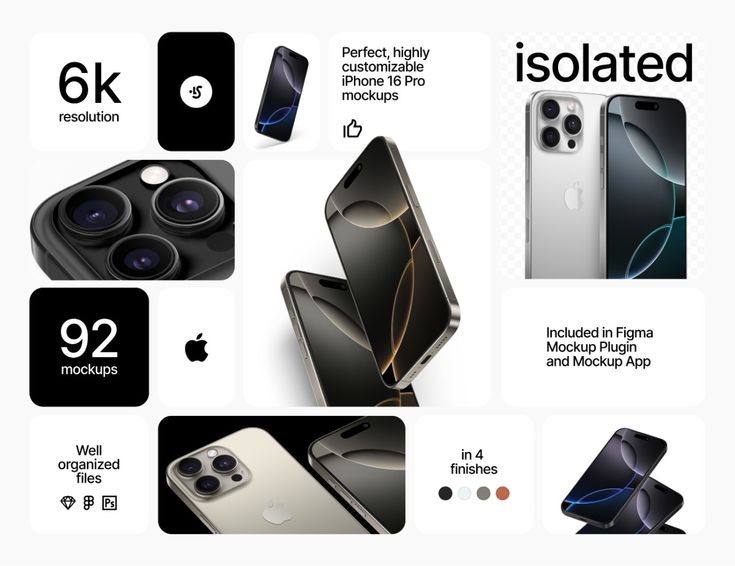 6k
resolution
Perfect, highly
customizable
iPhone 16 Pro
mockups
isolated
92
mockups
Included in Figma
Mockup Plugin
and Mockup App
Well
organized
files
Ps
in 4
finishes